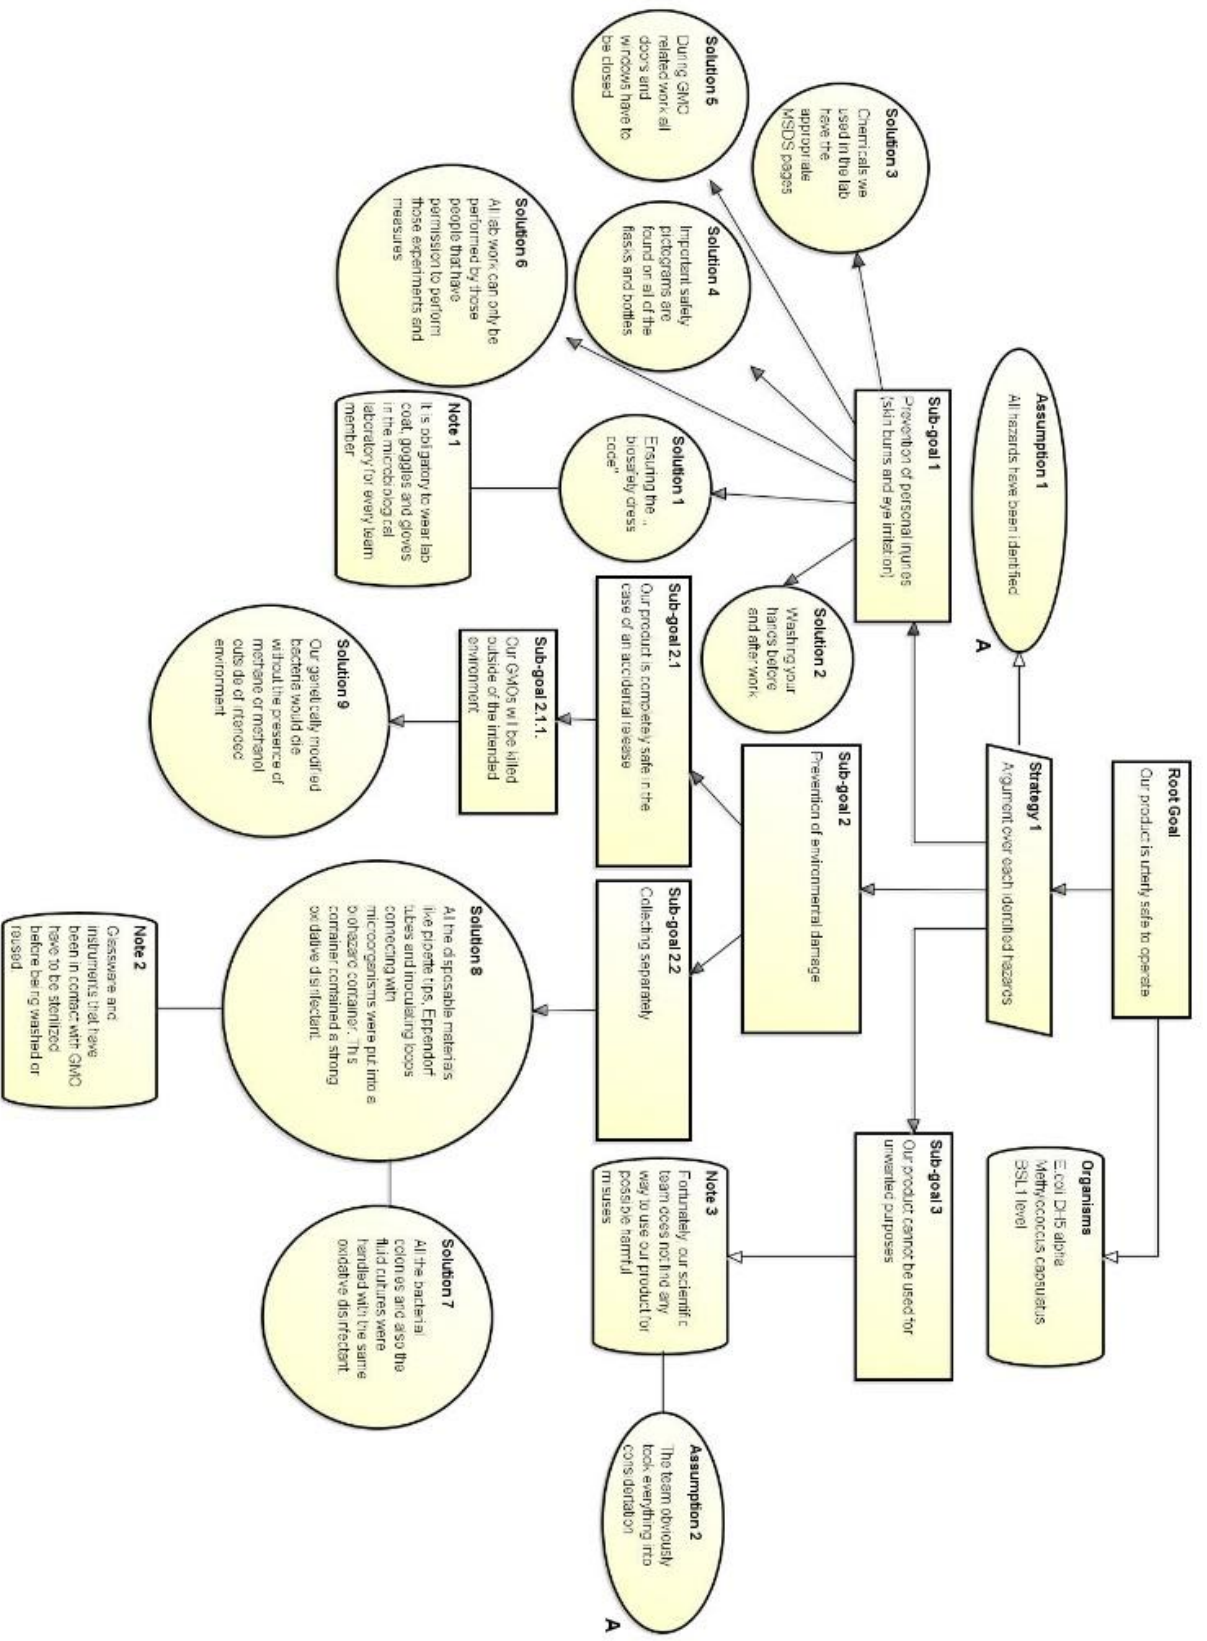 Root Goal
Our product is utterly safe to operate
Organisms
E.coli DH5 alpha
Methylococcus capsulatus
BSL1 level
Assumption 1
All hazards have been identified
A
Strategy 1
Argument over each identified hazards
Sub-goal 1
Prevention of personal injuries
(skin burns and eye irritation)
Sub-goal 2
Prevention of environmental damage
Sub-goal 3
Our product cannot be used for
unwanted purposes
Solution 3
Chemicals we
used in the lab
have the
appropriate
MSDS pages
Solution 5
During GMO
related work all
doors and
windows have to
be closed
Solution 4
Important safety
pictograms are
found on all of the
flasks and bottles
Solution 6
All lab work can only be
performed by those
people that have
permission to perform
those experiments and
measures
Solution 1
Ensuring the ,,
biosafety dress
code"
Solution 2
Washing your
hands before
and after work
Note 1
It is obligatory to wear lab
coat, goggles and gloves
in the microbiological
laboratory for every team
member
Sub-goal 2.1
Our product is completely safe in the
case of an accidental release
Sub-goal 2.2
Collecting separately
Note 3
Fortunately our scientific
team does not find any
way to use our product for
possible harmful
misuses
Assumption 2
The team obviously
took everything into
considertation
A
Sub-goal 2.1.1.
Our GMOs will be killed
outside of the intended
environment
Solution 9
Our genetically modified
bacteria would die
without the presence of
methane or methanol
outside of intended
environment
Solution 8
All the disposable materials
like pipette tips, Eppendorf
tubes and inoculating loops
connecting with
microorganisms were put into a
biohazard container. This
container contained a strong
oxidative disinfectant.
Solution 7
All the bacterial
colonies and also the
fluid cultures were
handled with the same
oxidative disinfectant.
Note 2
Glassware and
instruments that have
been in contact with GMO
have to be sterilized
before being washed or
reused.